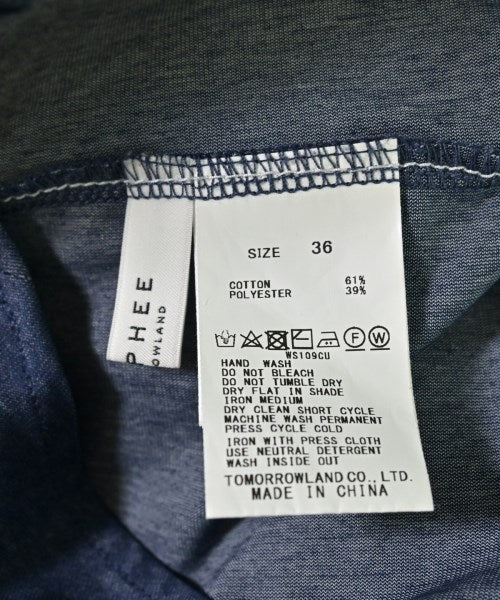 PHEE
OWLAND
SIZE 36
COTTON 61%
POLYESTER 39%
F W
WS109CU
HAND WASH
DO NOT BLEACH
DO NOT TUMBLE DRY
DRY FLAT IN SHADE
IRON MEDIUM
DRY CLEAN SHORT CYCLE
MACHINE WASH PERMANENT
PRESS CYCLE COLD
IRON WITH PRESS CLOTH
USE NEUTRAL DETERGENT
WASH INSIDE OUT
TOMORROWLAND CO., LTD.
MADE IN CHINA